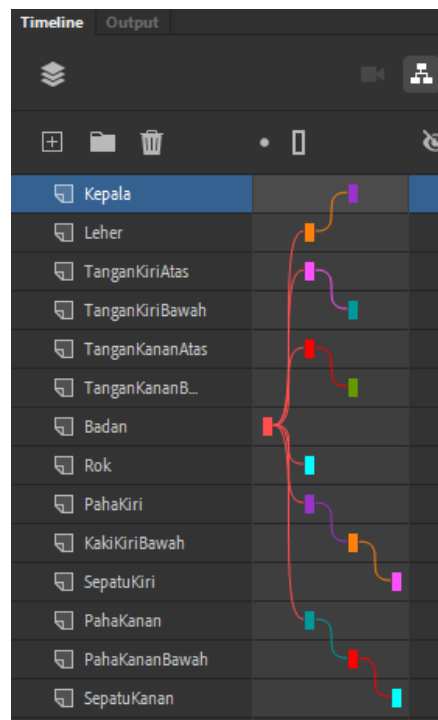 Timeline Output
Kepala
Leher
TanganKiriAtas
TanganKiriBawah
TanganKananAtas
TanganKananB...
Badan
Rok
PahaKiri
KakiKiriBawah
SepatuKiri
PahaKanan
PahaKananBawah
SepatuKanan